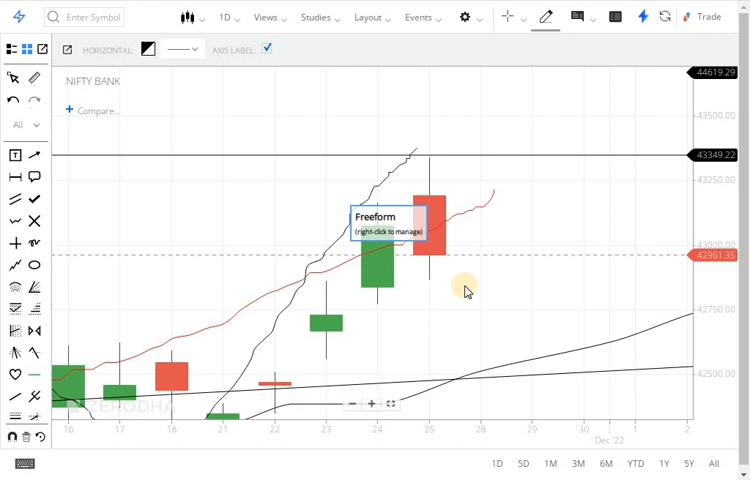 Enter Symbol
1D
Views
Studies
Layout
Events
Trade
HORIZONTAL:
AXIS LABEL:
NIFTY BANK
+ Compare...
All
T
44619.29
43500.00
43349.22
43250.00
43000.00
42961.35
42750.00
42500.00
Freeform
(right-click to manage)
ZERODHA
16 17 18 21 22 23 24 25 28 29 30 1 2
Dec '22
1D 5D 1M 3M 6M YTD 1Y 5Y All